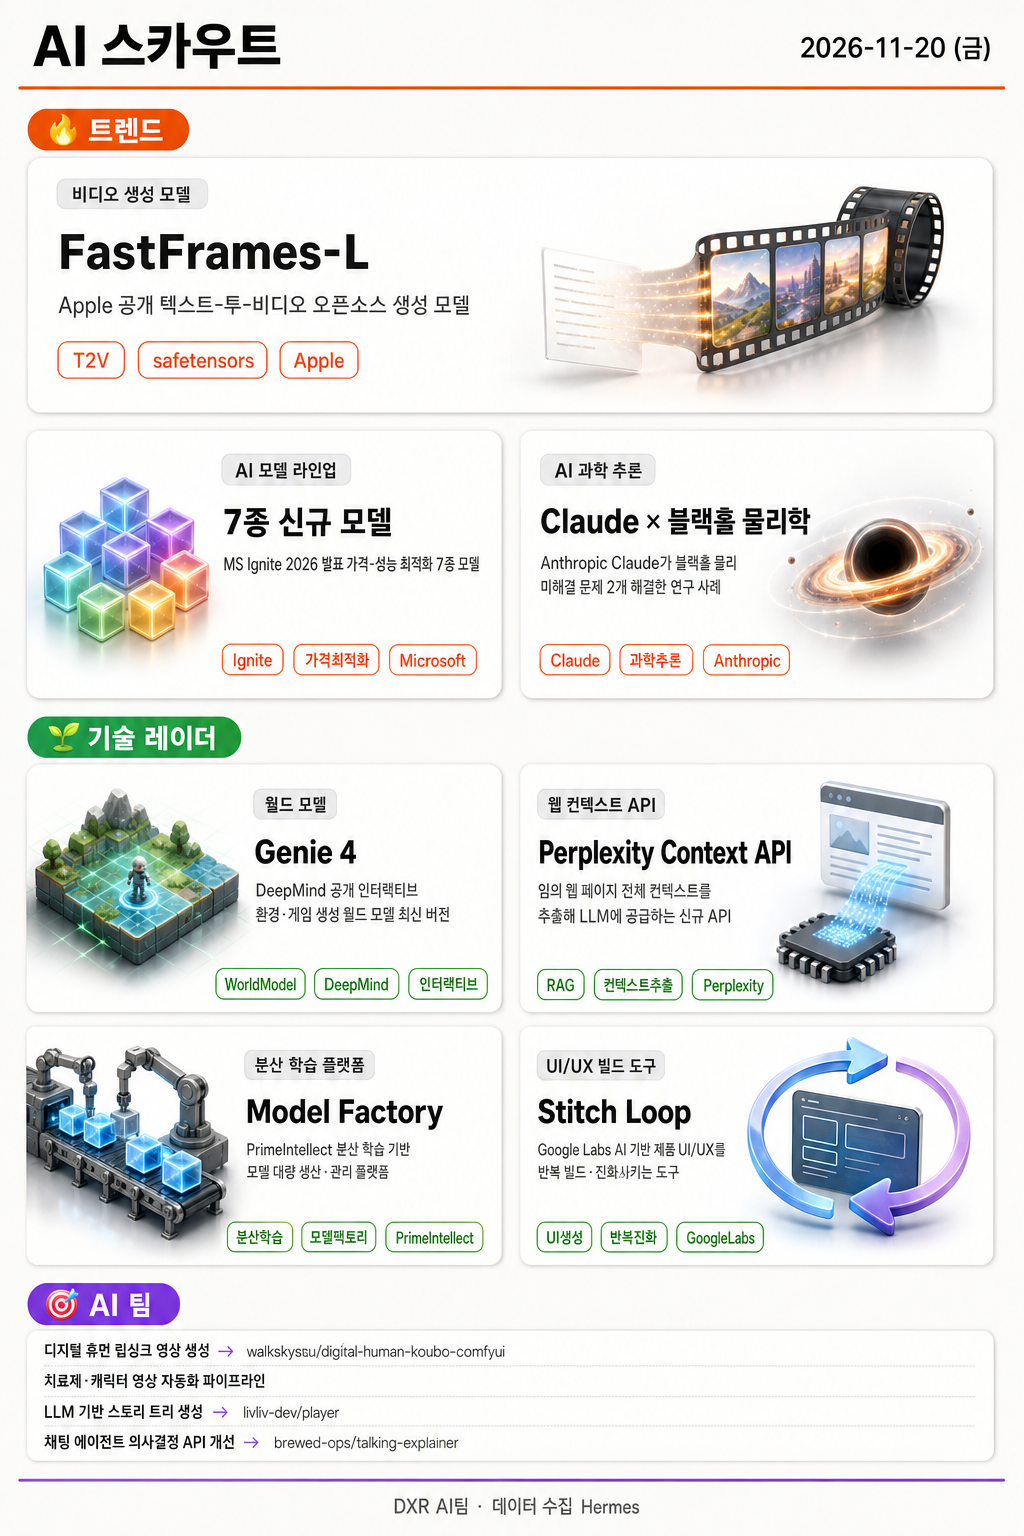 AI 스카우트
2026-11-20 (금)
트렌드
비디오 생성 모델
FastFrames-L
Apple 공개 텍스트-투-비디오 오픈소스 생성 모델
T2V
safetensors
Apple
AI 모델 라인업
7종 신규 모델
MS Ignite 2026 발표 가격-성능 최적화 7종 모델
Ignite
가격최적화
Microsoft
AI 과학 추론
Claude × 블랙홀 물리학
Anthropic Claude가 블랙홀 물리
미해결 문제 2개 해결한 연구 사례
Claude
과학추론
Anthropic
기술 레이더
월드 모델
Genie 4
DeepMind 공개 인터랙티브
환경·게임 생성 월드 모델 최신 버전
WorldModel
DeepMind
인터랙티브
웹 컨텍스트 API
Perplexity Context API
임의 웹 페이지 전체 컨텍스트를
추출해 LLM에 공급하는 신규 API
RAG
컨텍스트추출
Perplexity
분산 학습 플랫폼
Model Factory
PrimeIntellect 분산 학습 기반
모델 대량 생산·관리 플랫폼
분산학습
모델팩토리
PrimeIntellect
UI/UX 빌드 도구
Stitch Loop
Google Labs AI 기반 제품 UI/UX를
반복 빌드·진화시키는 도구
UI생성
반복진화
GoogleLabs
AI 팀
디지털 휴먼 립싱크 영상 생성 →
치료제·캐릭터 영상 자동화 파이프라인
LLM 기반 스토리 트리 생성 → livliv-dev/player
채팅 에이전트 의사결정 API 개선 → brewed-ops/talking-explainer
DXR AI팀 · 데이터 수집 Hermes